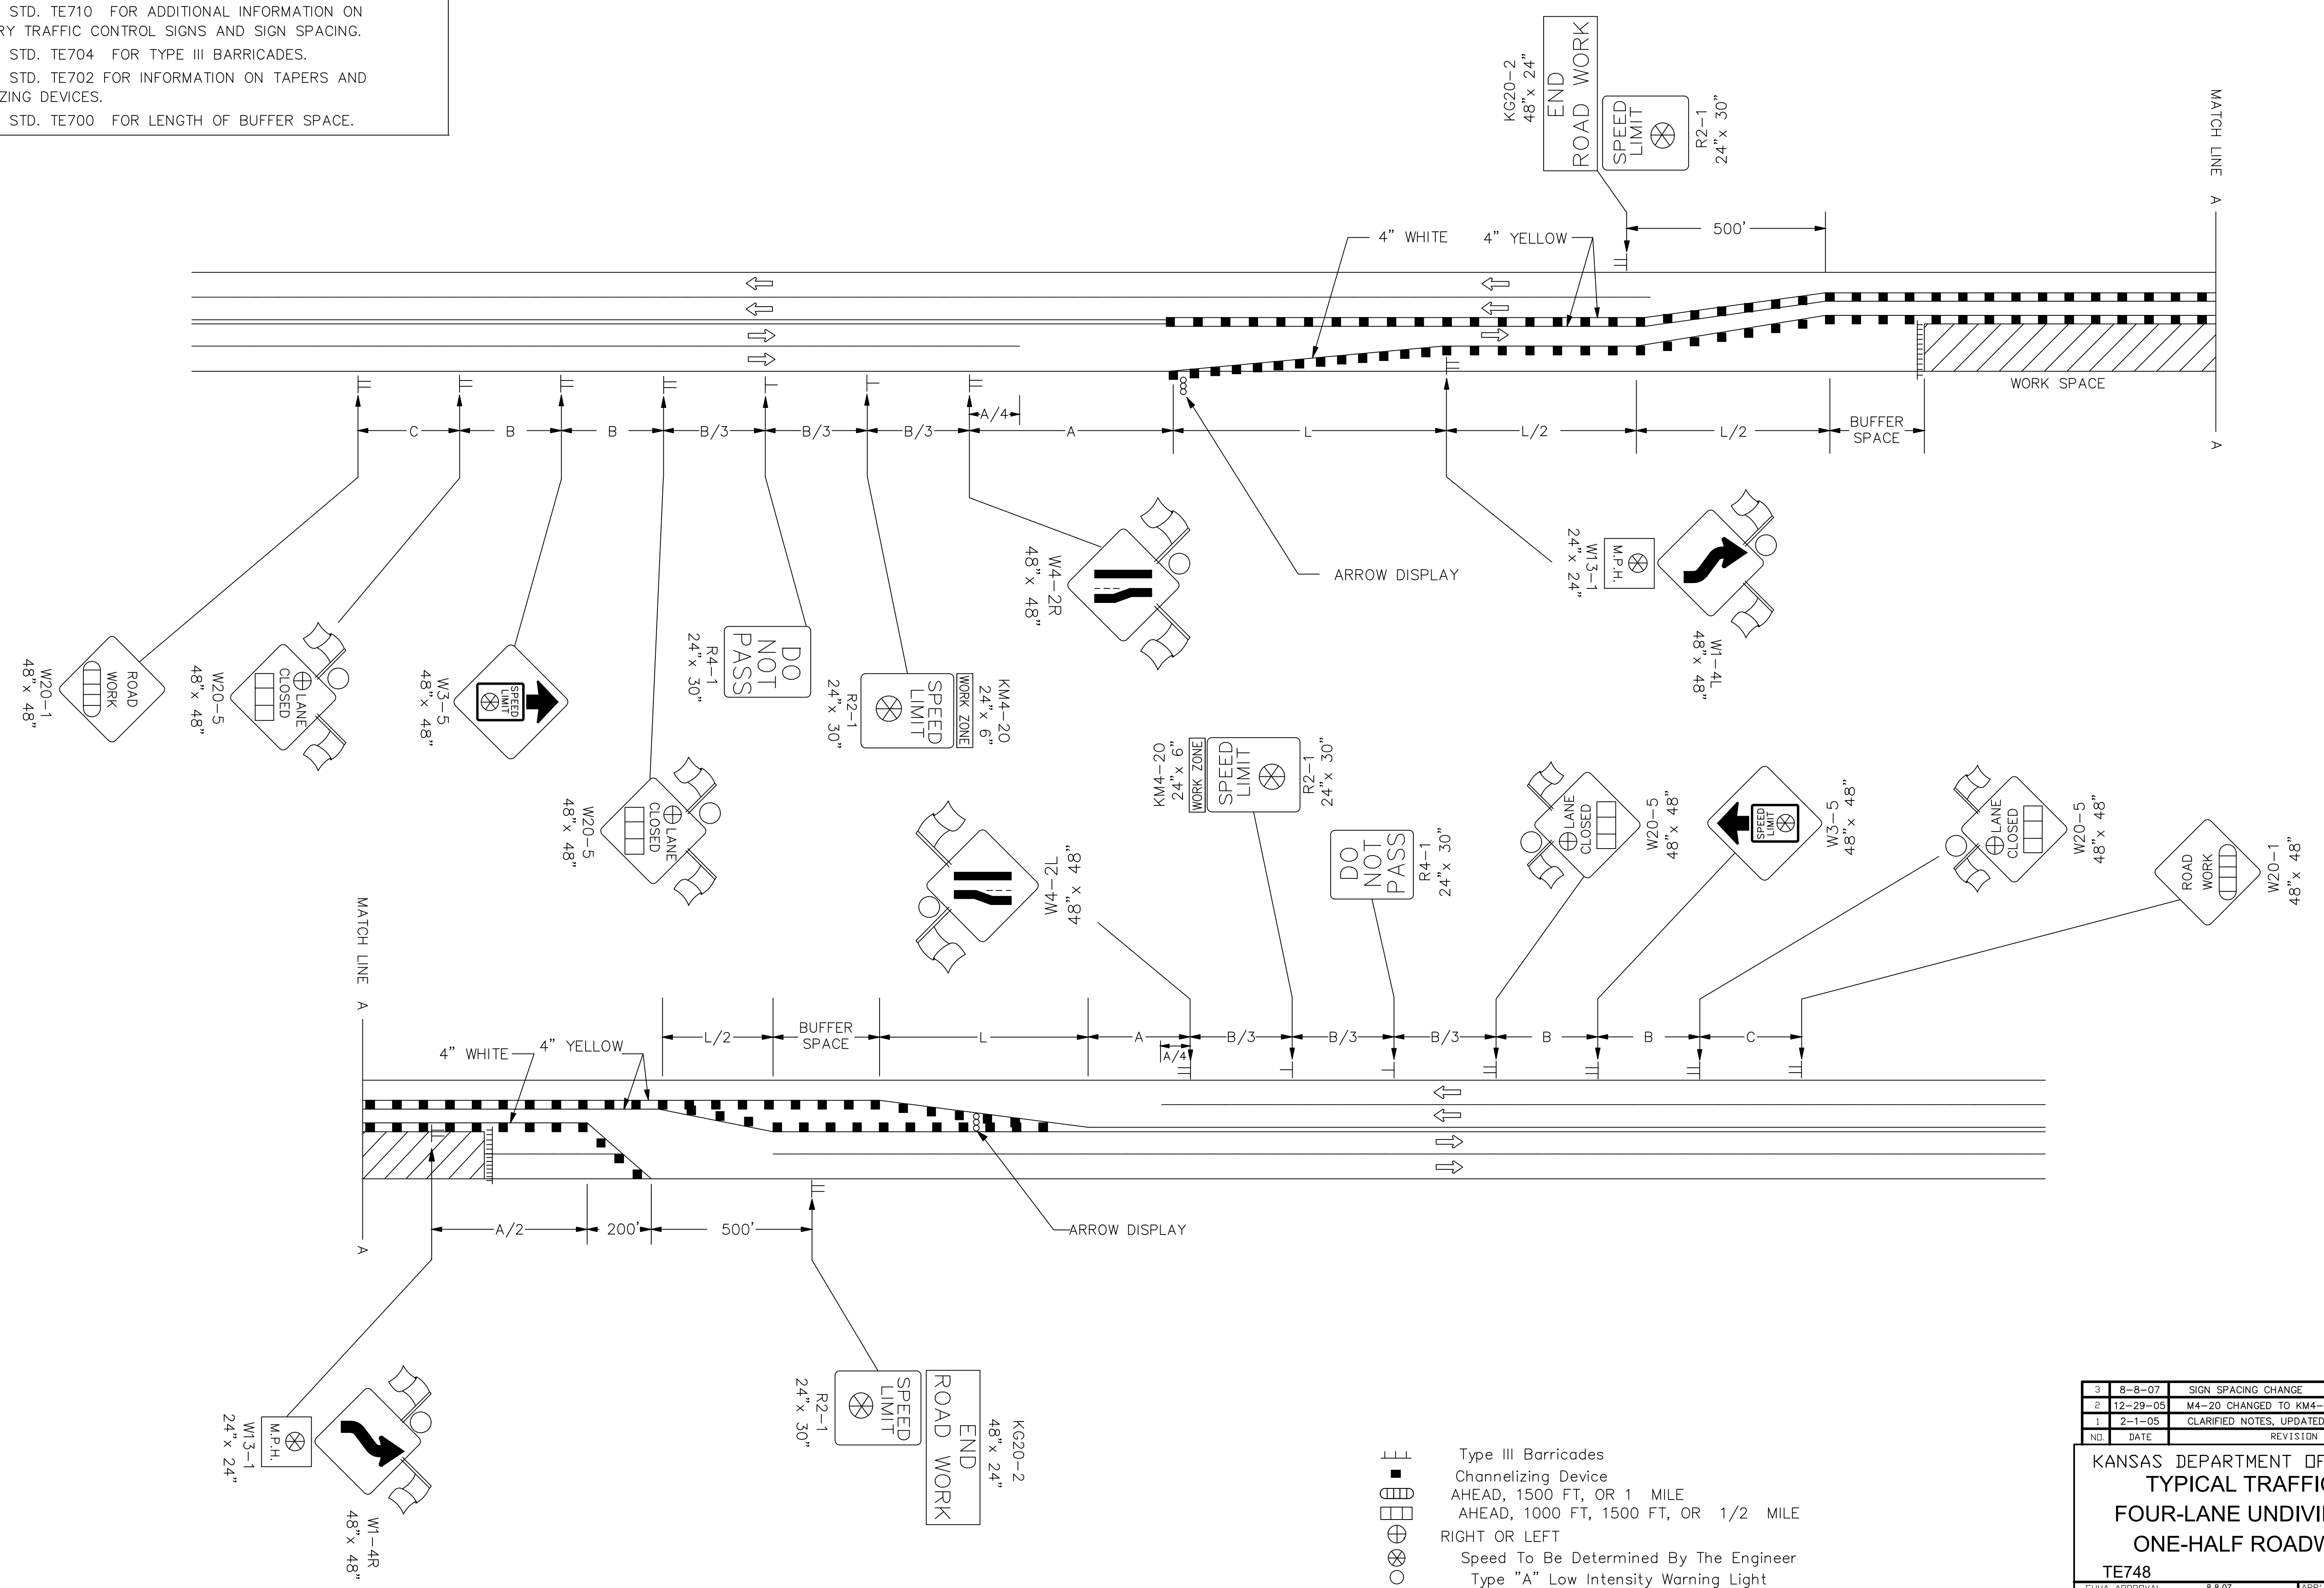 STD. TE710 FOR ADDITIONAL INFORMATION ON
RY TRAFFIC CONTROL SIGNS AND SIGN SPACING.
STD. TE704 FOR TYPE III BARRICADES.
STD. TE702 FOR INFORMATION ON TAPERS AND
ZING DEVICES.
STD. TE700 FOR LENGTH OF BUFFER SPACE.
KG20-2
48"x 24"
END
ROAD WORK
SPEED
LIMIT
R2-1
24"x 30"
MATCH LINE A
4" WHITE
4" YELLOW
500'
WORK SPACE
A/4
C
B
B
B/3
B/3
B/3
A
L
L/2
L/2
BUFFER
SPACE
A
ROAD
WORK
W20-1
48"x 48"
LANE
CLOSED
W20-5
48"x 48"
SPEED
LIMIT
W3-5
48"x 48"
LANE
CLOSED
W20-5
48"x 48"
DO
NOT
PASS
R4-1
24"x 30"
KM4-20
24"x 6"
WORK ZONE
SPEED
LIMIT
R2-1
24"x 30"
W4-2R
48"x 48"
ARROW DISPLAY
M.P.H.
W13-1
24"x 24"
W1-4L
48"x 48"
W4-2L
48"x 48"
KM4-20
24"x 6"
WORK ZONE
SPEED
LIMIT
R2-1
24"x 30"
DO
NOT
PASS
R4-1
24"x 30"
LANE
CLOSED
W20-5
48"x 48"
SPEED
LIMIT
W3-5
48"x 48"
LANE
CLOSED
W20-5
48"x 48"
ROAD
WORK
W20-1
48"x 48"
MATCH LINE A
4" WHITE
4" YELLOW
L/2
BUFFER
SPACE
L
A
A/4
B/3
B/3
B/3
B
B
C
A/2
200'
500'
A
ARROW DISPLAY
M.P.H.
W13-1
24"x 24"
W1-4R
48"x 48"
SPEED
LIMIT
R2-1
24"x 30"
KG20-2
48"x 24"
END
ROAD WORK
Type III Barricades
Channelizing Device
AHEAD, 1500 FT, OR 1 MILE
AHEAD, 1000 FT, 1500 FT, OR 1/2 MILE
RIGHT OR LEFT
Speed To Be Determined By The Engineer
Type "A" Low Intensity Warning Light
3 8-8-07 SIGN SPACING CHANGE
2 12-29-05 M4-20 CHANGED TO KM4-
1 2-1-05 CLARIFIED NOTES, UPDATED
NO. DATE REVISION
KANSAS DEPARTMENT OF
TYPICAL TRAFFIC
FOUR-LANE UNDIVI
ONE-HALF ROADW
TE748